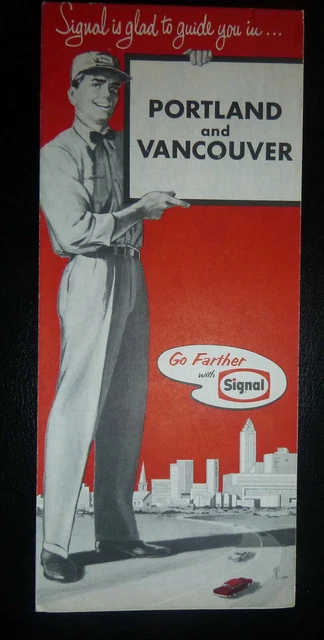 Signal is glad to guide you in...
PORTLAND
and
VANCOUVER
Go Farther
with
Signal